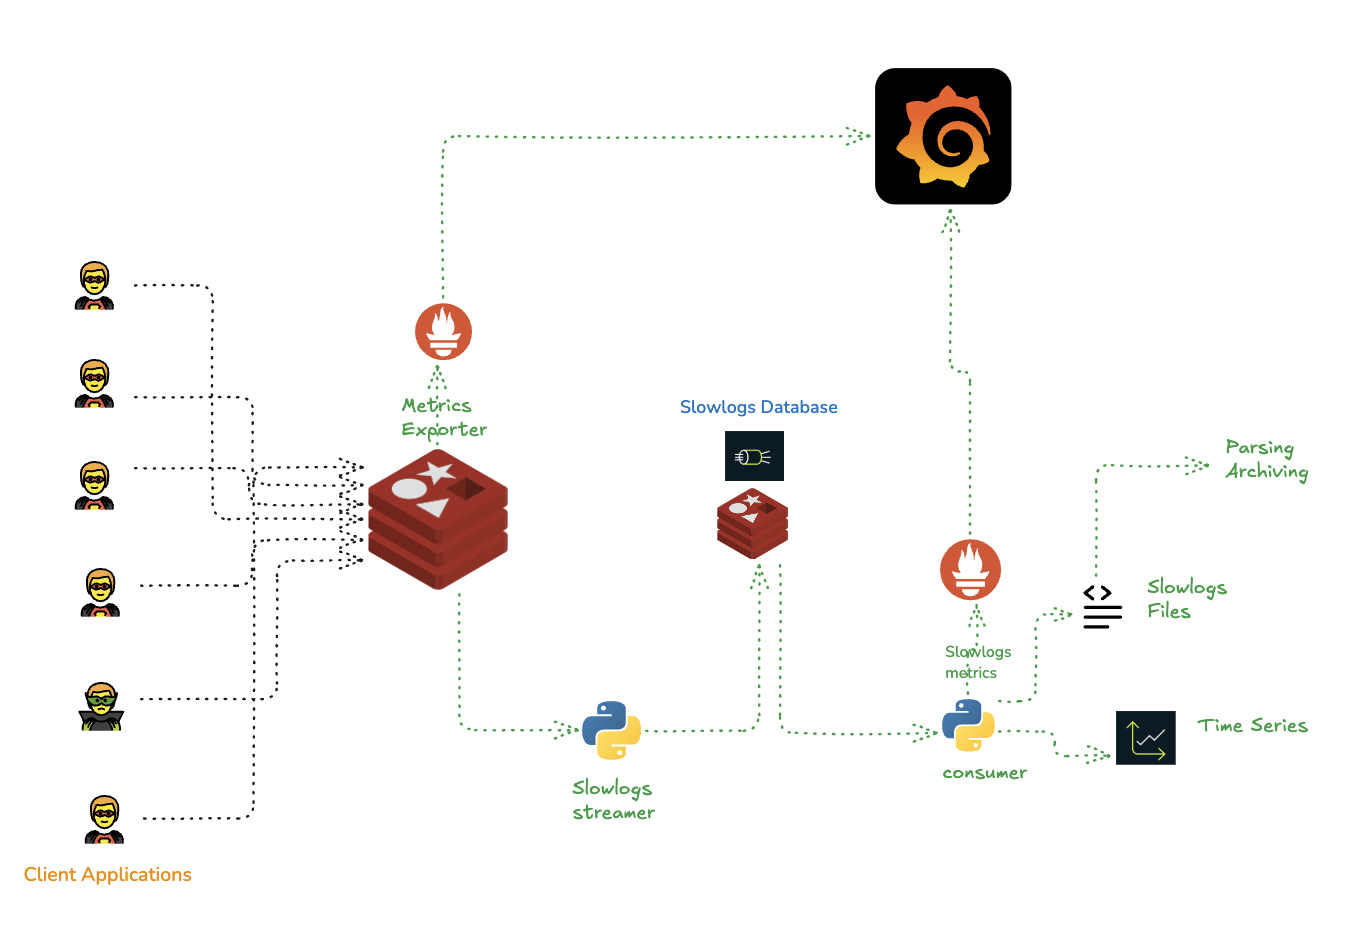 Metrics
Exporter
Slowlogs Database
Parsing
Archiving
Slowlogs
Files
Slowlogs
metrics
Time Series
consumer
Slowlogs
streamer
Client Applications